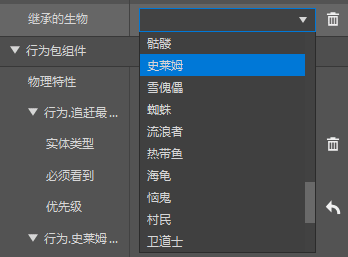 继承的生物
骷髅
行为包组件
史莱姆
物理特性
雪傀儡
蜘蛛
行为.追赶最...
流浪者
实体类型
热带鱼
必须看到
海龟
恼鬼
优先级
村民
行为.史莱姆...
卫道士